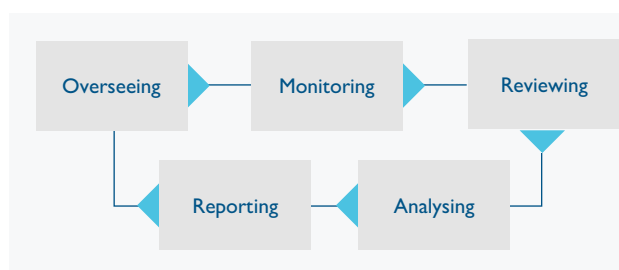 Overseeing
Monitoring
Reviewing
Reporting
Analysing